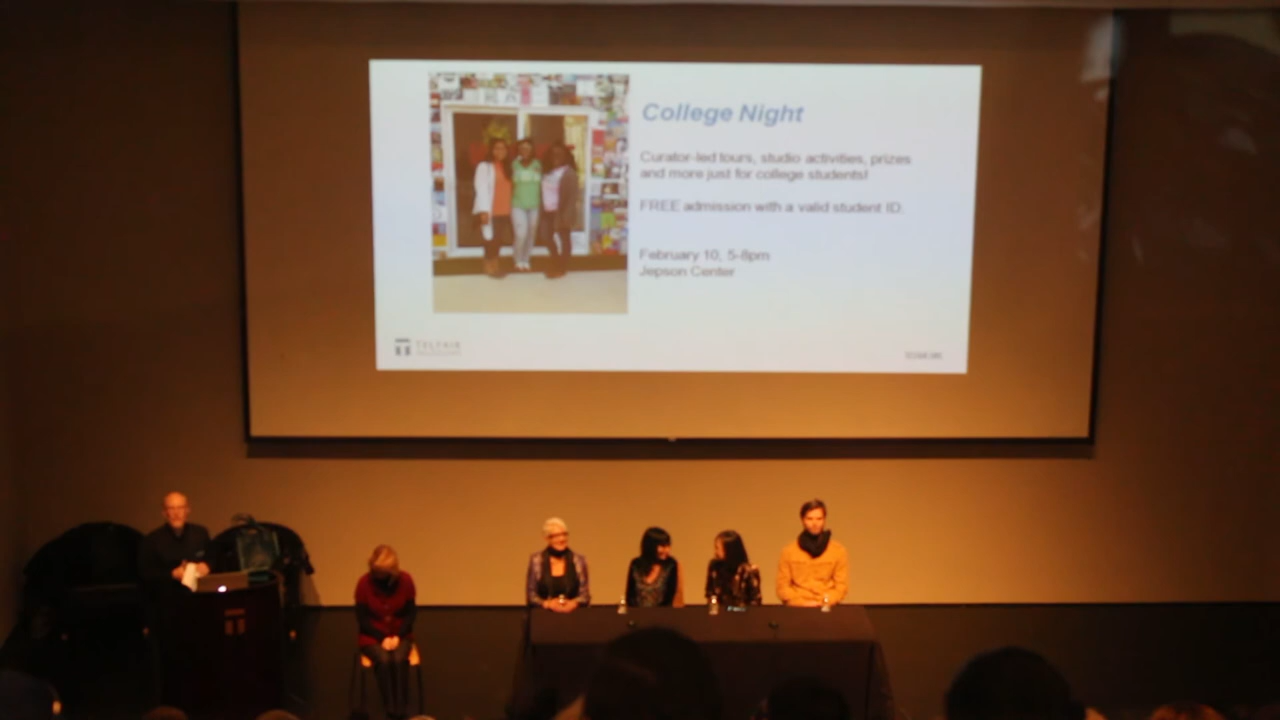 College Night
Curator-led tours, studio activities, prizes
and more just for college students!
FREE admission with a valid student ID.
February 10, 5-8pm
Jepson Center
TELFAIR